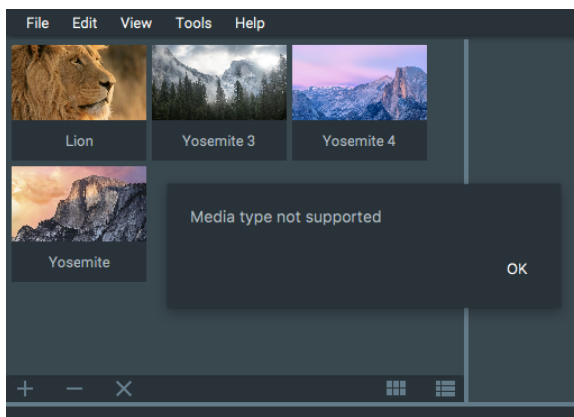 File Edit View Tools Help
Lion Yosemite 3 Yosemite 4
Media type not supported
Yosemite
OK